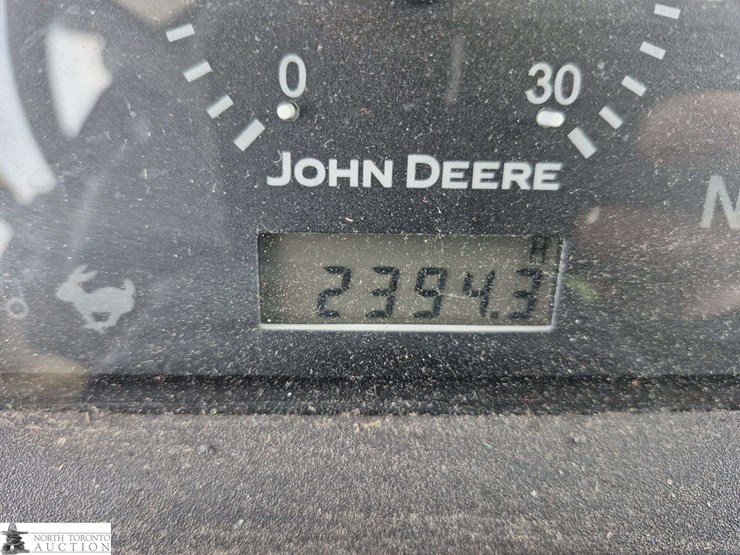 0 30
JOHN DEERE
N
H
2394.3
NORTH TORONTO
AUCTION